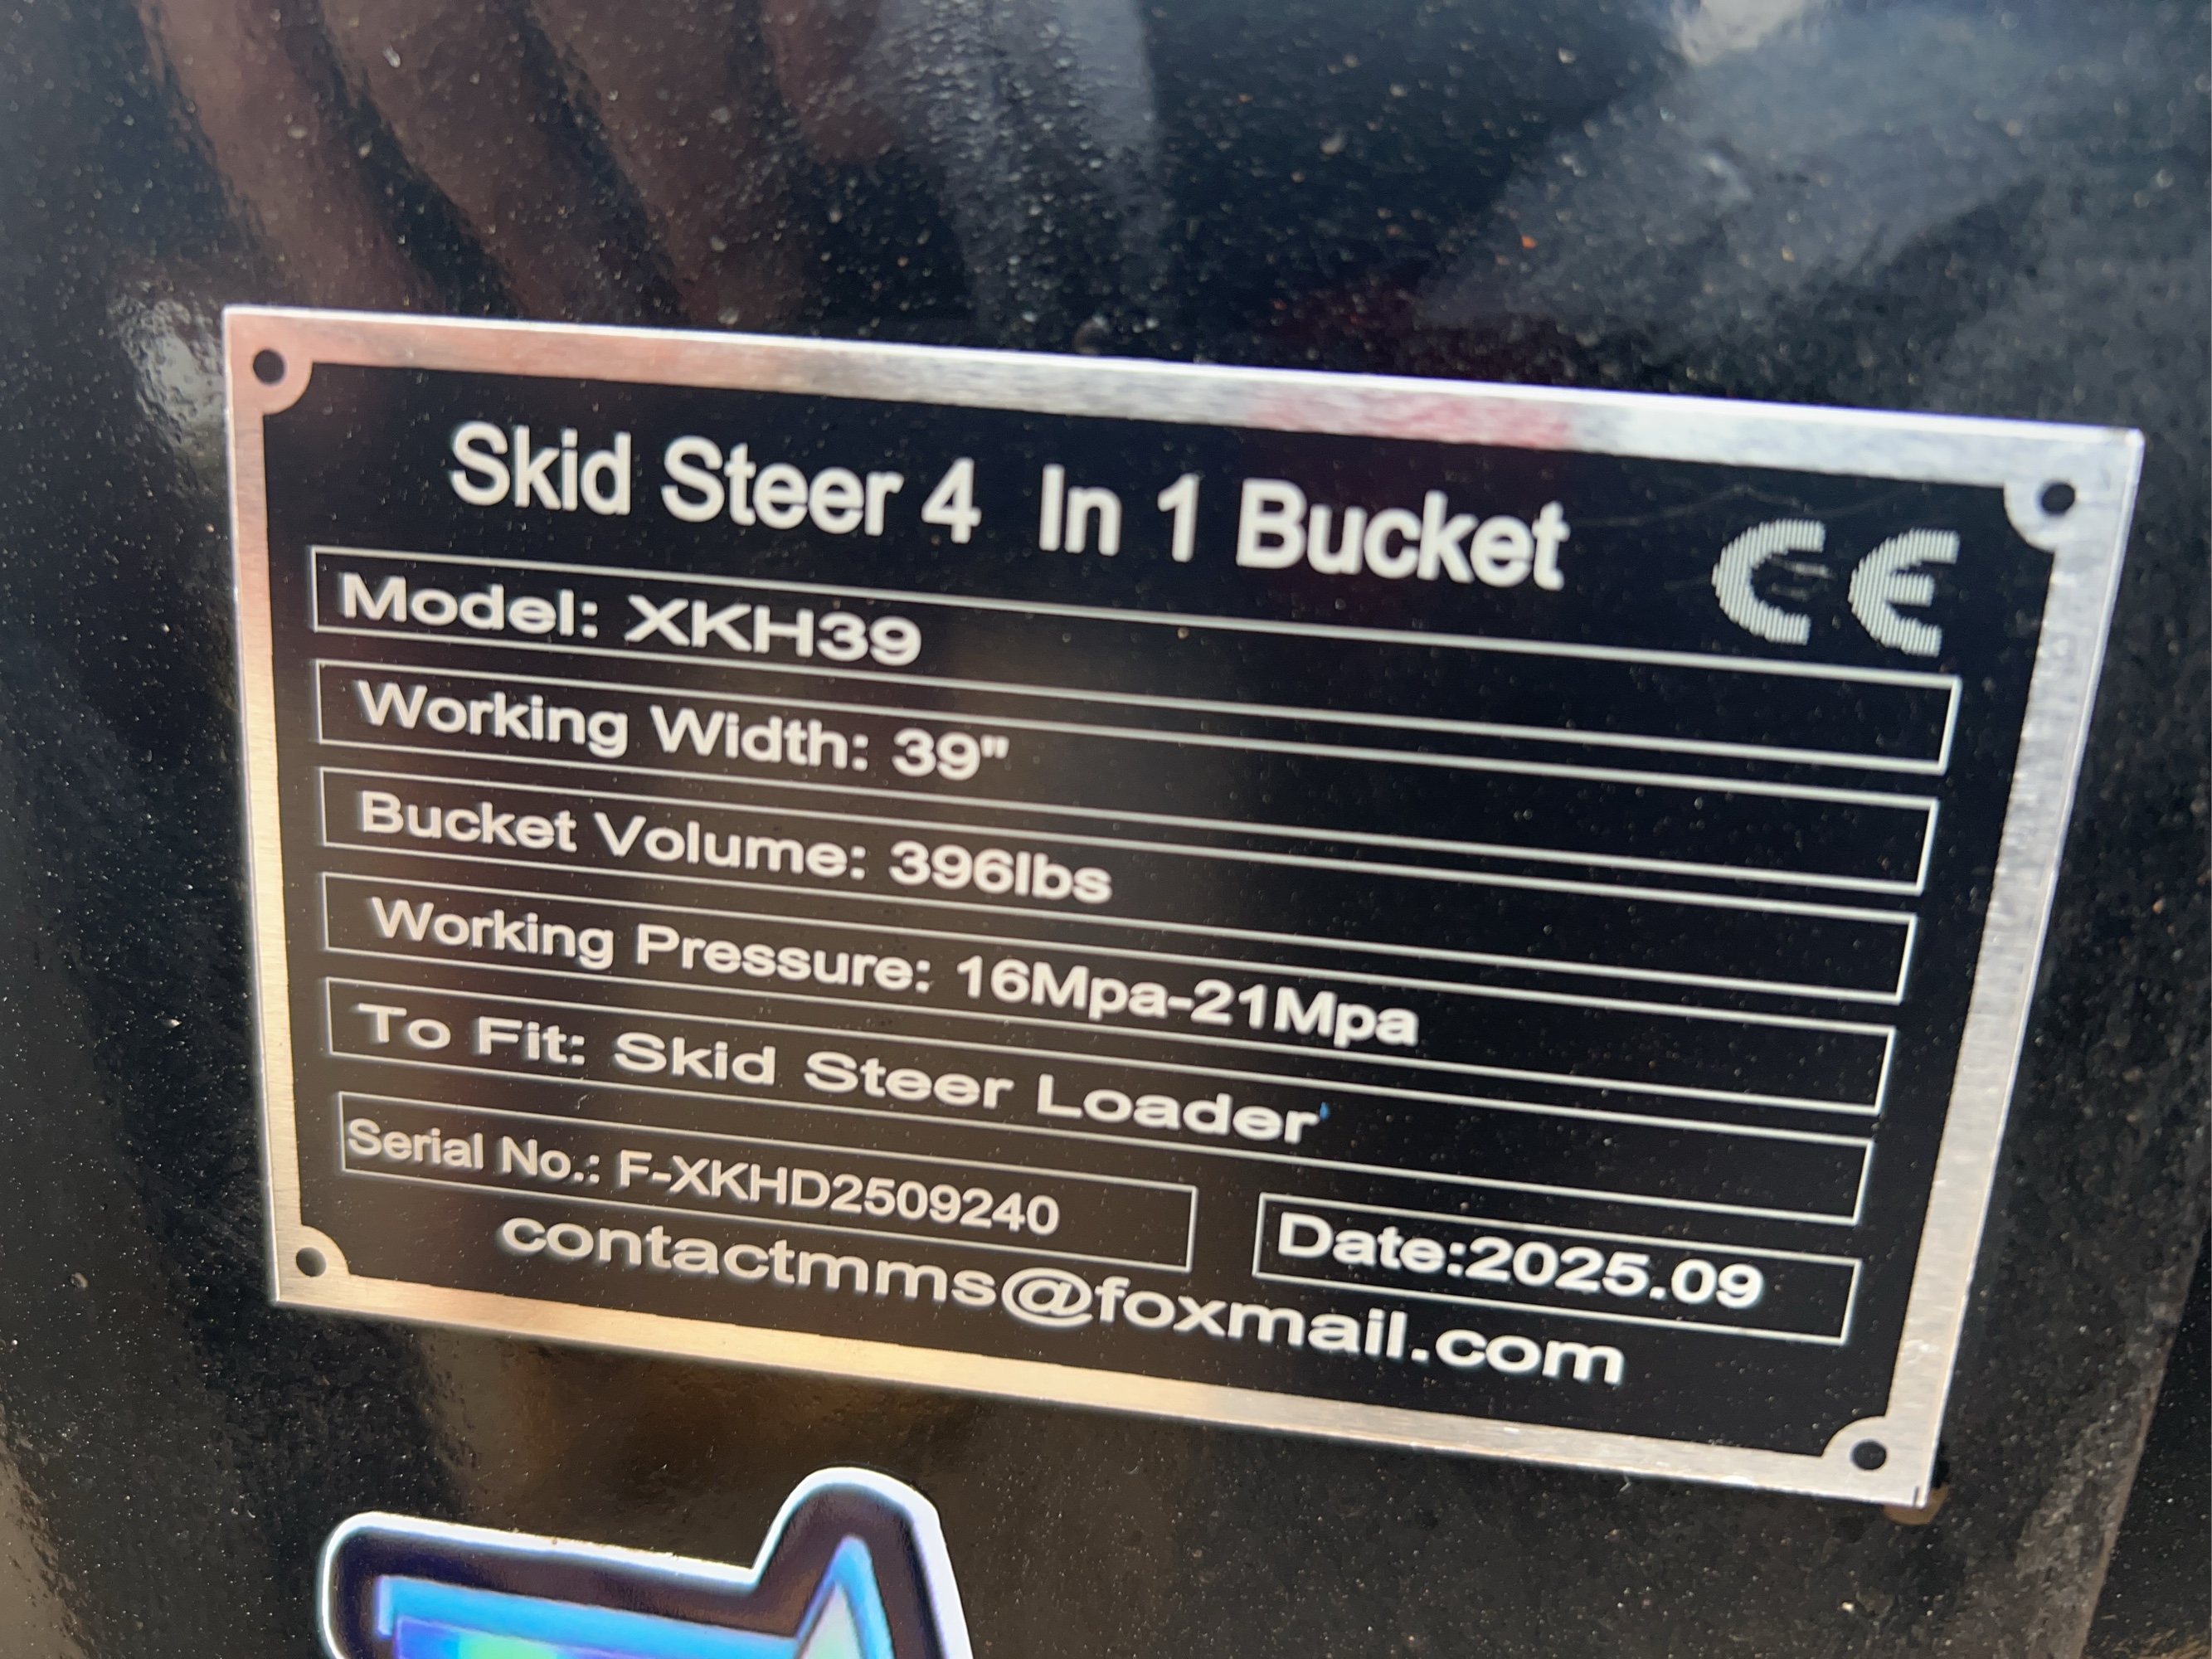 Skid Steer 4 In 1 Bucket CE
Model: XKH39
Working Width: 39"
Bucket Volume: 396lbs
Working Pressure: 16Mpa-21Mpa
To Fit: Skid Steer Loader
Serial No.: F-XKHD2509240 Date:2025.09
contactmms@foxmail.com